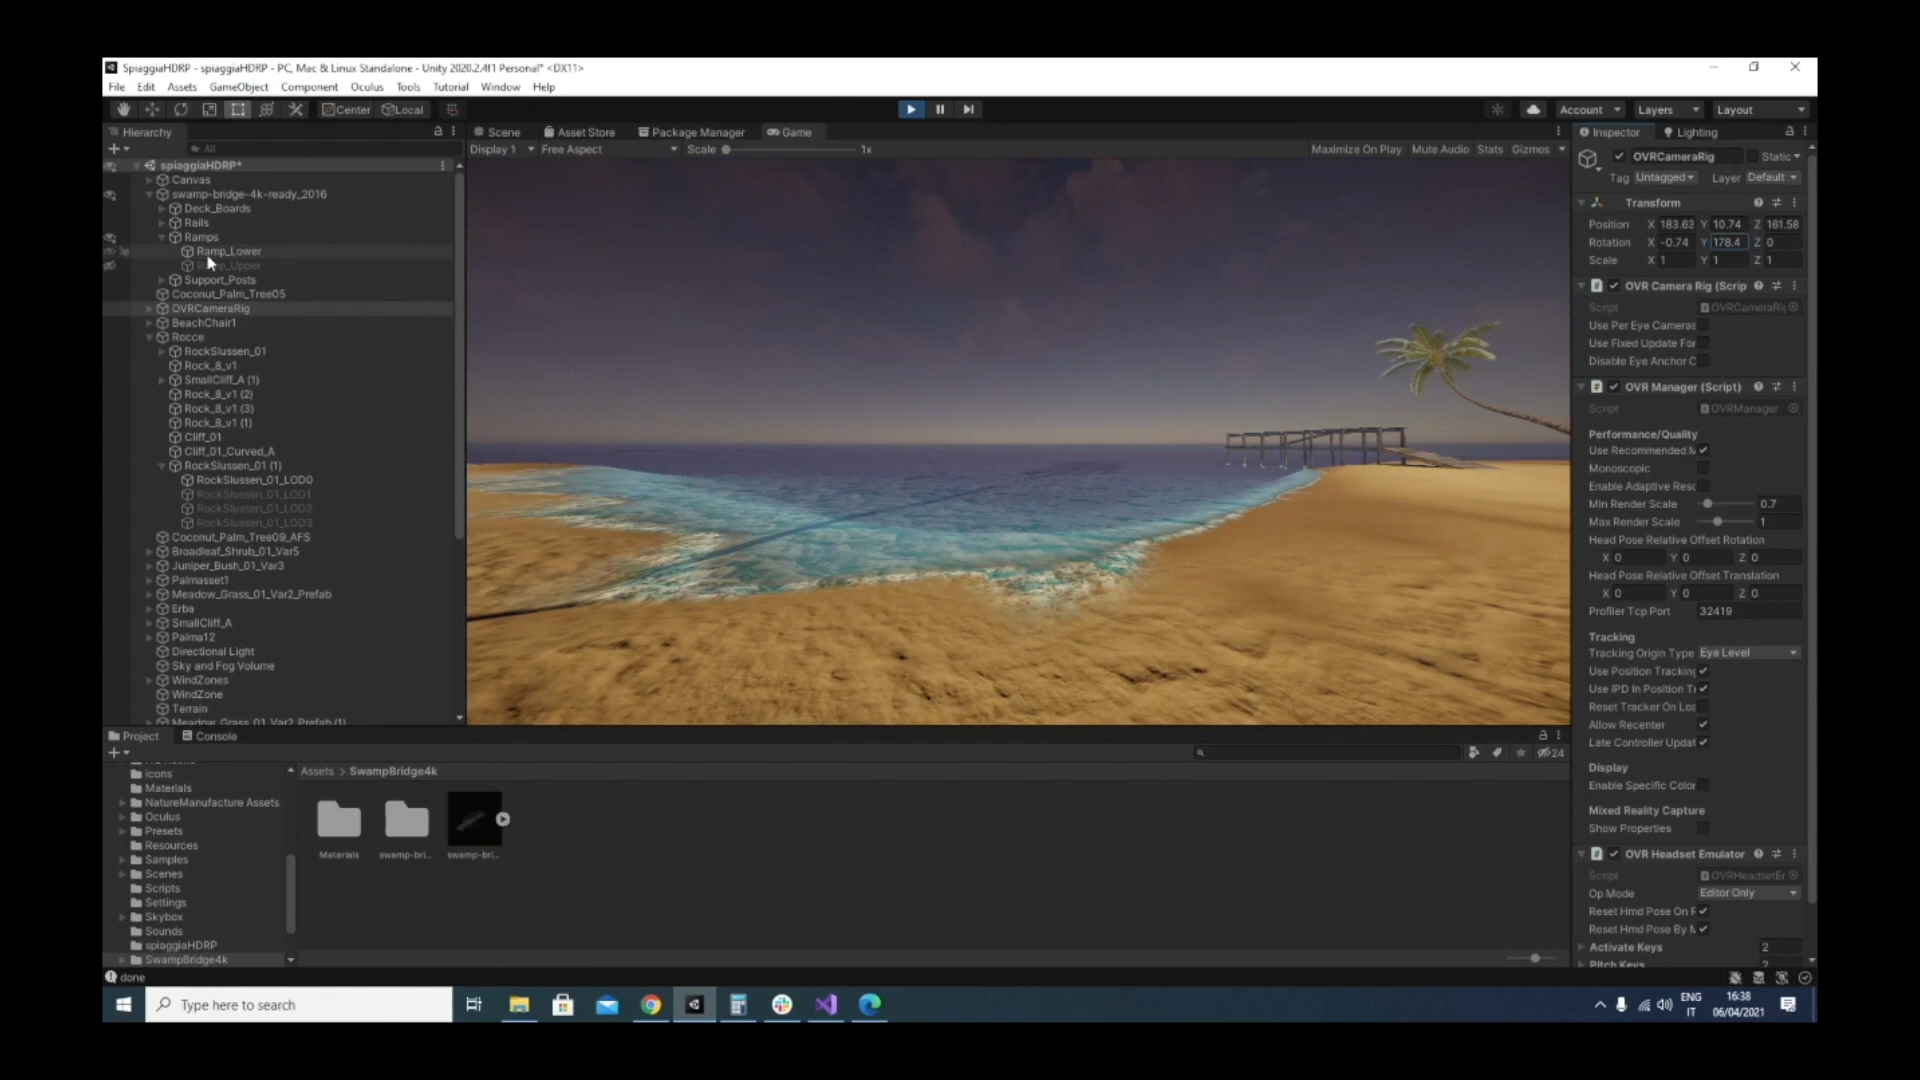 SpiaggiaHDRP - spiaggiaHDRP - PC, Mac & Linux Standalone - Unity 2020.2.4f1 Personal* <DX11>
File Edit Assets GameObject Component Oculus Tools Tutorial Window Help
Center Local Account Layers Layout
Hierarchy
All
spiaggiaHDRP*
Canvas
swamp-bridge-4k-ready_2016
Deck_Boards
Rails
Ramps
Ramp_Lower
Support_Posts
Coconut_Palm_Tree05
OVRCameraRig
BeachChair1
Rocce
RockSlussen_01
Rock_8_v1
SmallCliff_A (1)
Rock_8_v1 (2)
Rock_8_v1 (3)
Rock_8_v1 (1)
Cliff_01
Cliff_01_Curved_A
RockSlussen_01 (1)
RockSlussen_01_LOD0
RockSlussen_01_LOD1
RockSlussen_01_LOD2
RockSlussen_01_LOD3
Coconut_Palm_Tree09_AFS
Broadleaf_Shrub_01_Var5
Juniper_Bush_01_Var3
Palmasset1
Meadow_Grass_01_Var2_Prefab
Erba
SmallCliff_A
Palma12
Directional Light
Sky and Fog Volume
WindZones
WindZone
Terrain
Meadow_Grass_01_Var2_Prefab (1)
Scene Asset Store Package Manager Game
Display 1 Free Aspect Scale 1x Maximize On Play Mute Audio Stats Gizmos
Inspector Lighting
OVRCameraRig Static
Tag Untagged Layer Default
Transform
Position X 183.63 Y 10.74 Z 161.58
Rotation X -0.74 Y 178.4 Z 0
Scale X 1 Y 1 Z 1
OVR Camera Rig (Scrip
Script OVRCameraRig
Use Per Eye Cameras
Use Fixed Update For
Disable Eye Anchor C
OVR Manager (Script)
Script OVRManager
Performance/Quality
Use Recommended M
Monoscopic
Enable Adaptive Reso
Min Render Scale 0.7
Max Render Scale 1
Head Pose Relative Offset Rotation
X 0 Y 0 Z 0
Head Pose Relative Offset Translation
X 0 Y 0 Z 0
Profiler Tcp Port 32419
Tracking
Tracking Origin Type Eye Level
Use Position Tracking
Use IPD In Position Tr
Reset Tracker On Loa
Allow Recenter
Late Controller Updat
Display
Enable Specific Color
Mixed Reality Capture
Show Properties
OVR Headset Emulator
Script OVRHeadsetEr
Op Mode Editor Only
Reset Hmd Pose On R
Reset Hmd Pose By M
Activate Keys 2
Pitch Keys 2
Project Console
24
icons
Materials
NatureManufacture Assets
Oculus
Presets
Resources
Samples
Scenes
Scripts
Settings
Skybox
Sounds
spiaggiaHDRP
SwampBridge4k
Assets > SwampBridge4k
Materials swamp-bri... swamp-bri...
done
Type here to search
ENG
IT
16:38
06/04/2021